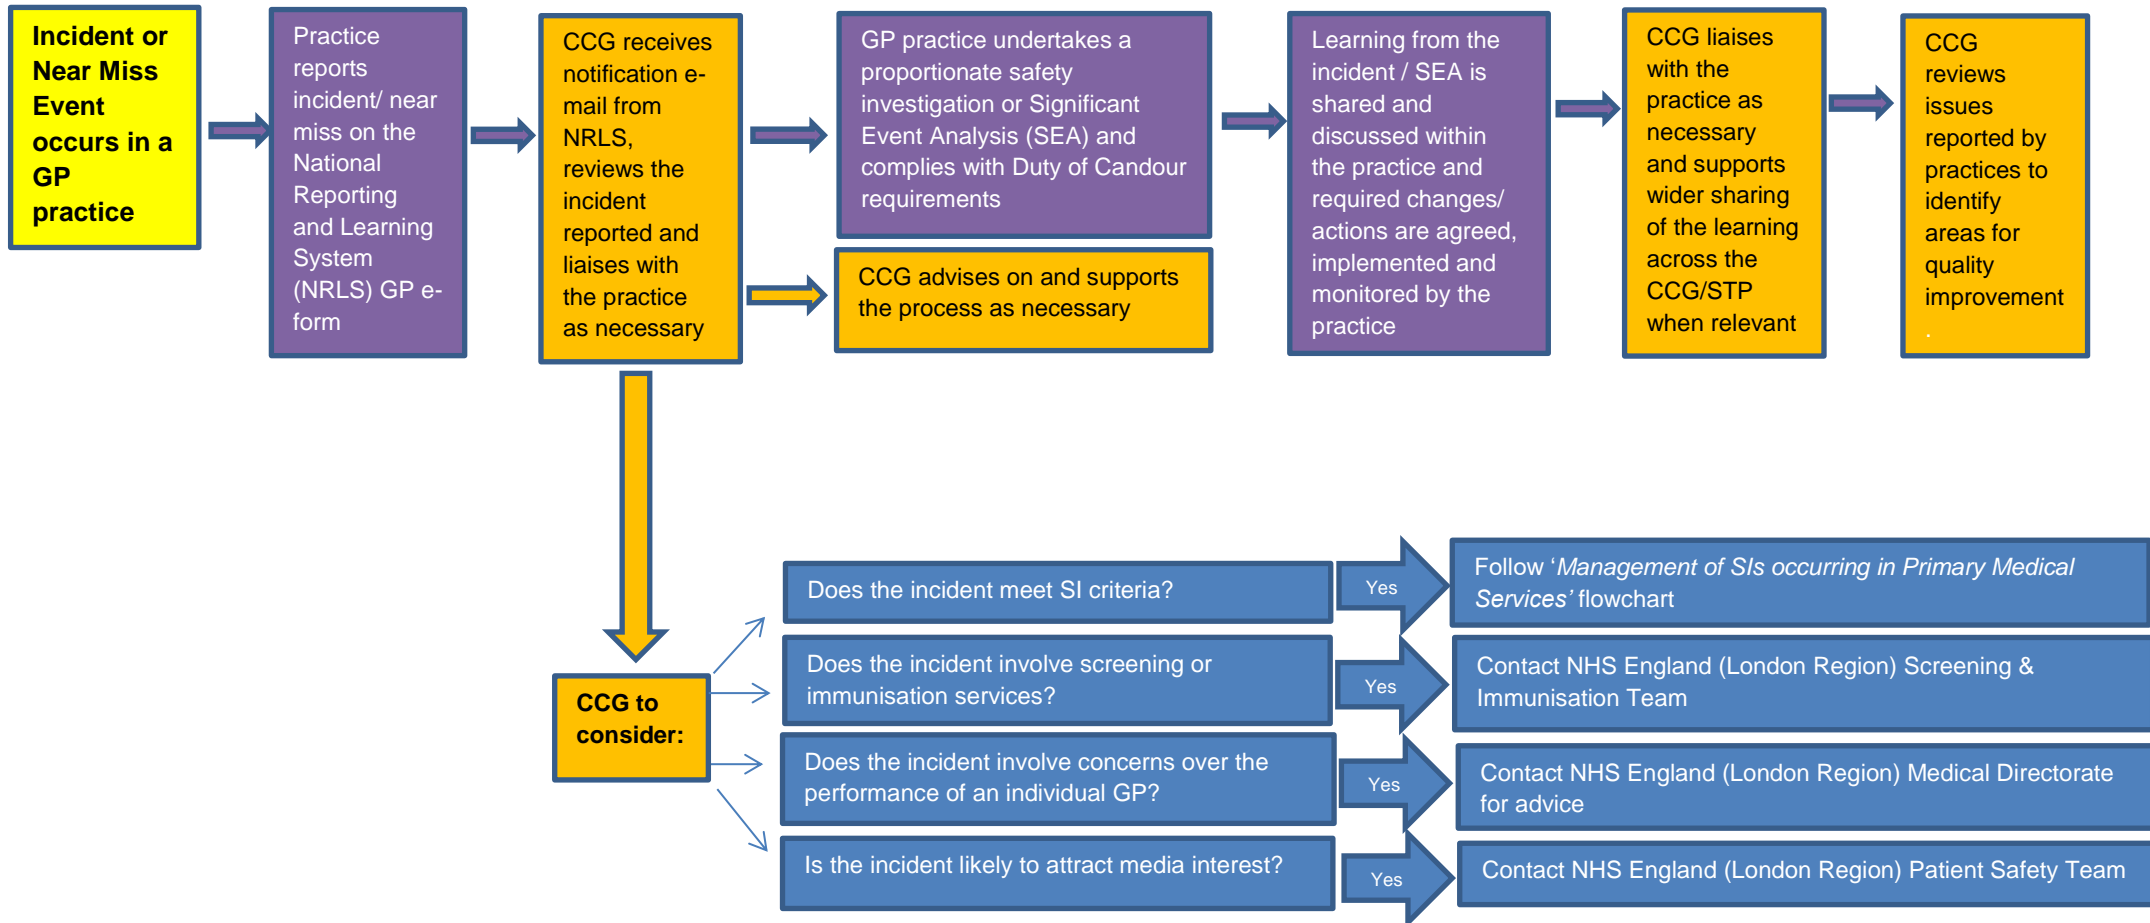 Incident or
Near Miss
Event
occurs in a
GP
practice
Practice
reports
incident/ near
miss on the
National
Reporting
and Learning
System
(NRLS) GP e-
form
CCG receives
notification e-
mail from
NRLS,
reviews the
incident
reported and
liaises with
the practice
as necessary
GP practice undertakes a
proportionate safety
investigation or Significant
Event Analysis (SEA) and
complies with Duty of Candour
requirements
CCG advises on and supports
the process as necessary
Learning from the
incident / SEA is
shared and
discussed within
the practice and
required changes/
actions are agreed,
implemented and
monitored by the
practice
CCG liaises
with the
practice as
necessary
and supports
wider sharing
of the learning
across the
CCG/STP
when relevant
CCG
reviews
issues
reported by
practices to
identify
areas for
quality
improvement
.
CCG to
consider:
Does the incident meet SI criteria?
Yes
Follow ‘Management of SIs occurring in Primary Medical
Services’ flowchart
Does the incident involve screening or
immunisation services?
Yes
Contact NHS England (London Region) Screening &
Immunisation Team
Does the incident involve concerns over the
performance of an individual GP?
Yes
Contact NHS England (London Region) Medical Directorate
for advice
Is the incident likely to attract media interest?
Yes
Contact NHS England (London Region) Patient Safety Team